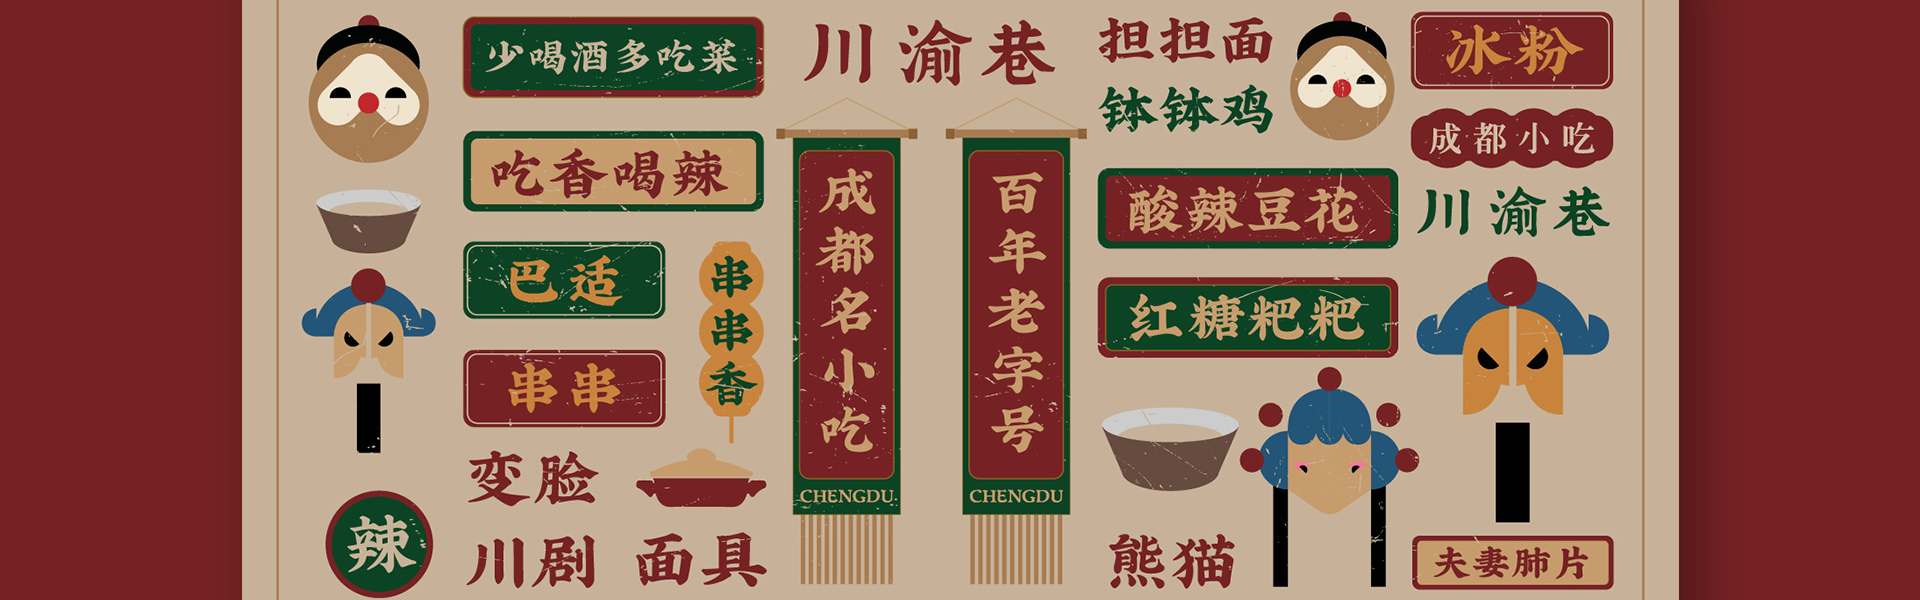 少喝酒多吃菜
吃香喝辣
巴适
串串
串串香
变脸
川剧
面具
辣
川渝巷
成都名小吃
CHENGDU
百年老字号
CHENGDU
担担面
钵钵鸡
酸辣豆花
红糖粑粑
熊猫
冰粉
成都小吃
川渝巷
夫妻肺片